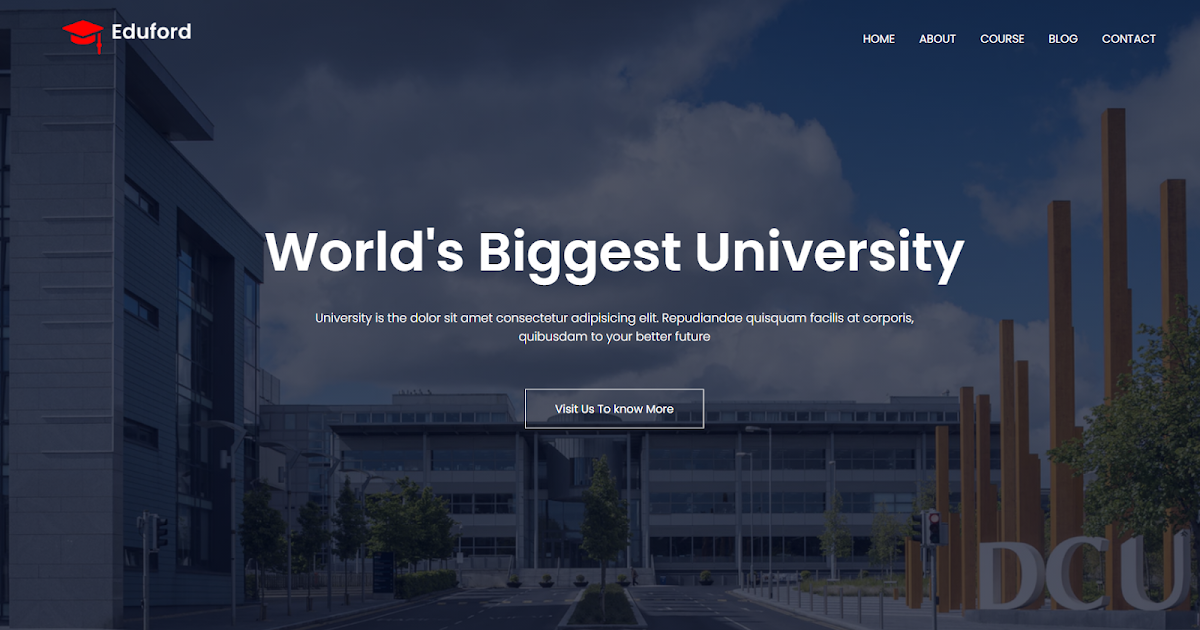 Eduford
HOME ABOUT COURSE BLOG CONTACT
World's Biggest University
University is the dolor sit amet consectetur adipisicing elit. Repudiandae quisquam facilis at corporis,
quibusdam to your better future
Visit Us To know More
DCU